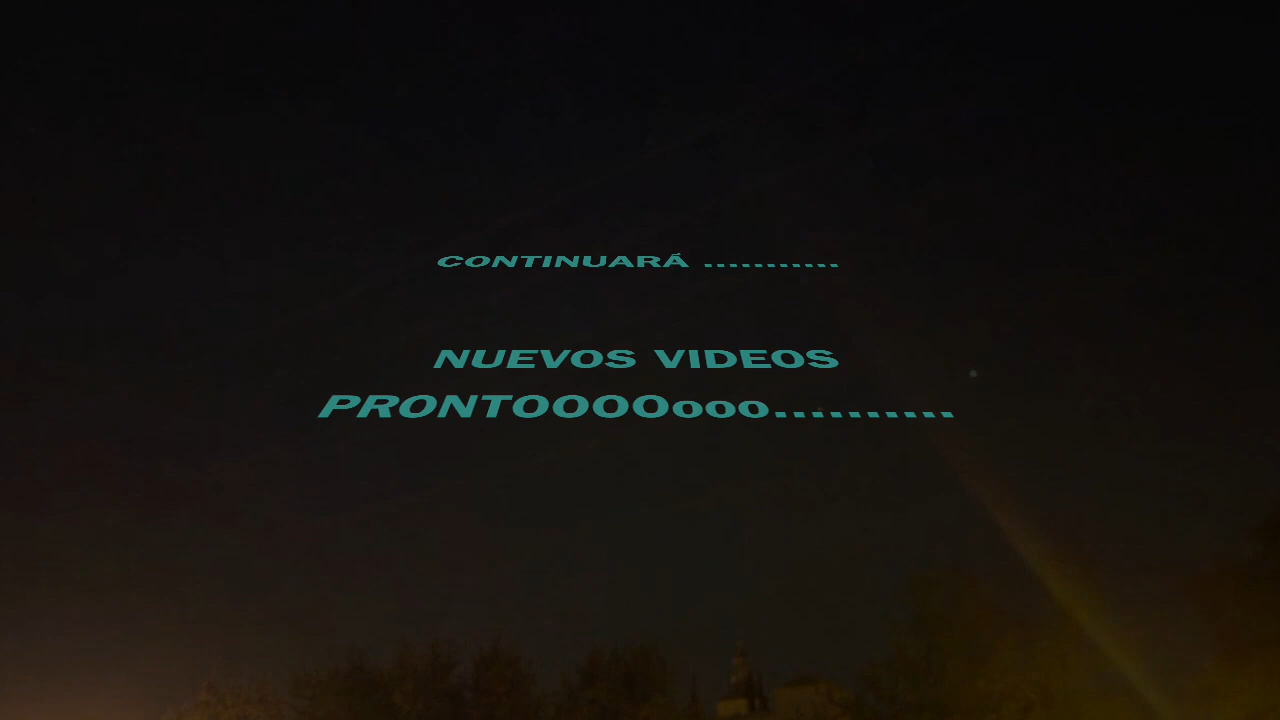 CONTINUARÁ ...........
NUEVOS VIDEOS
PRONTOOOOooo..........